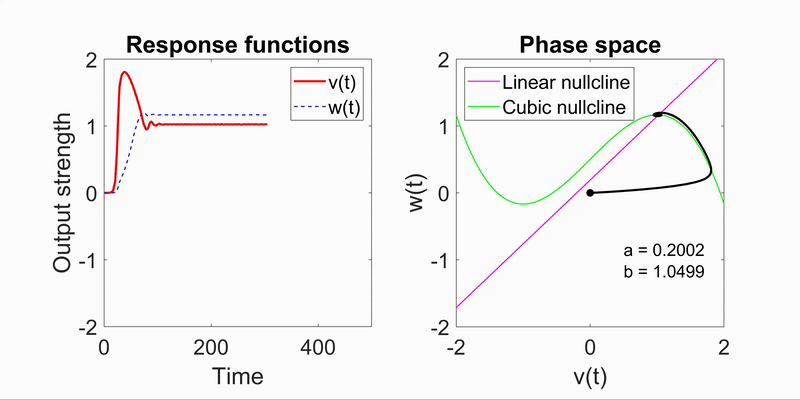 Response functions
v(t)
w(t)
Output strength
2
1
0
-1
-2
0
200
400
Time
Phase space
Linear nullcline
Cubic nullcline
w(t)
2
1
0
-1
-2
a = 0.2002
b = 1.0499
-2
0
2
v(t)